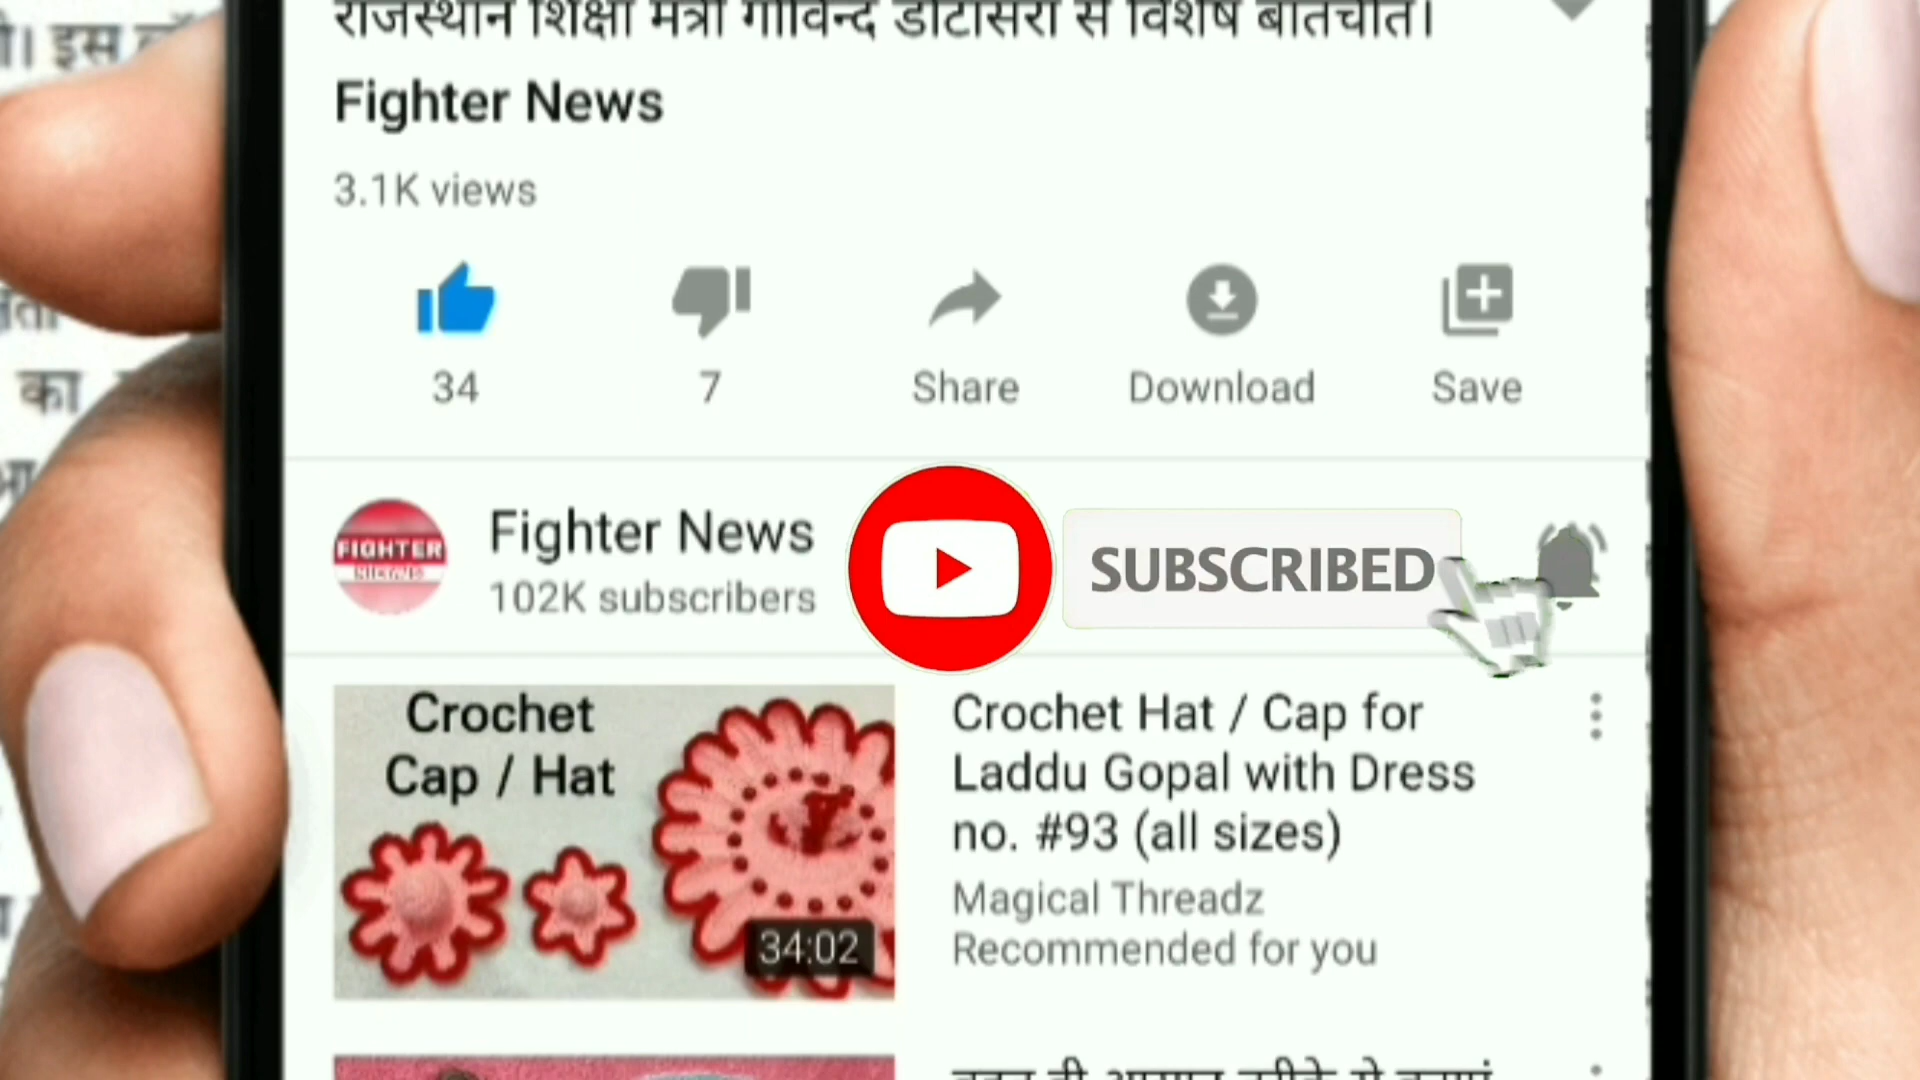 राजस्थान शिक्षा मंत्री गोविन्द डोटासरा से विशेष बातचीत।
। इस
Fighter News
3.1K views
का
34
7
Share
Download
Save
FIGHTER
Fighter News
102K subscribers
SUBSCRIBED
Crochet
Cap / Hat
34:02
Crochet Hat / Cap for
Laddu Gopal with Dress
no. #93 (all sizes)
Magical Threadz
Recommended for you